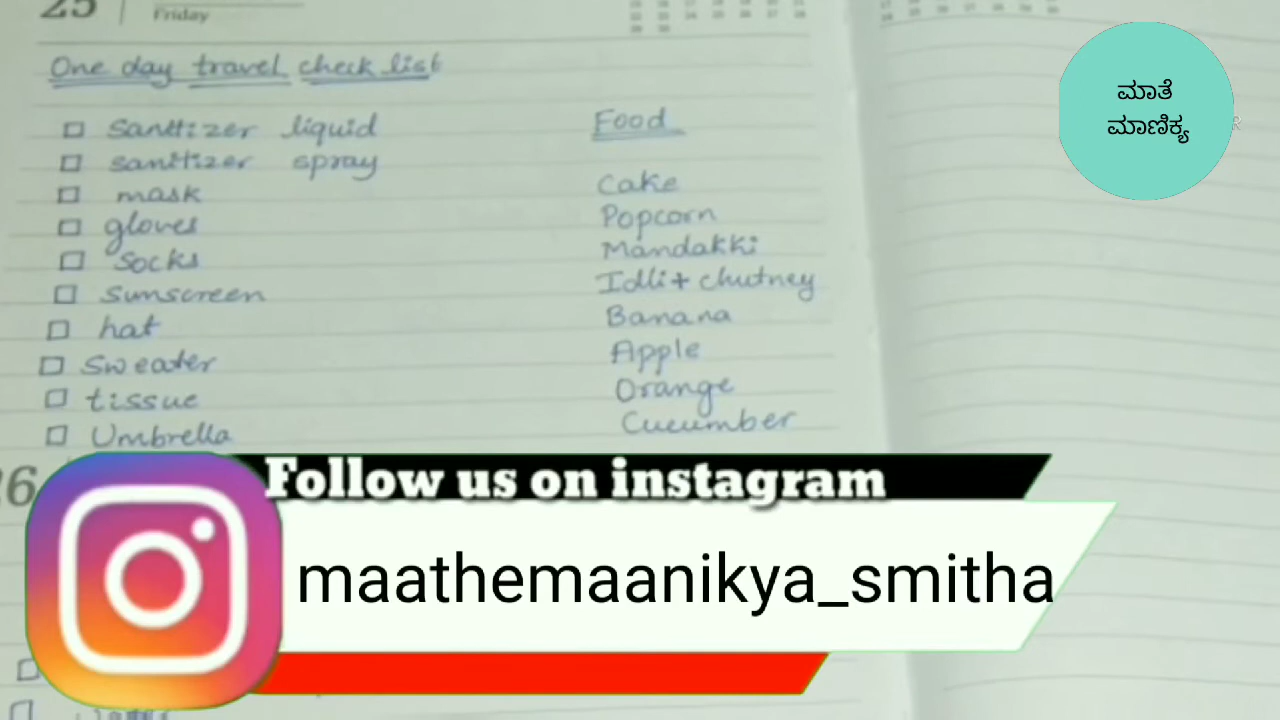 25
Friday
One day travel check list
sanitizer liquid
sanitizer spray
mask
gloves
socks
sunscreen
hat
sweater
tissue
Umbrella
Food
Cake
Popcorn
Mandakki
Idli + chutney
Banana
Apple
Orange
Cucumber
ಮಾತೆ
ಮಾಣಿಕ್ಯ
26
Follow us on instagram
maathemaanikya_smitha